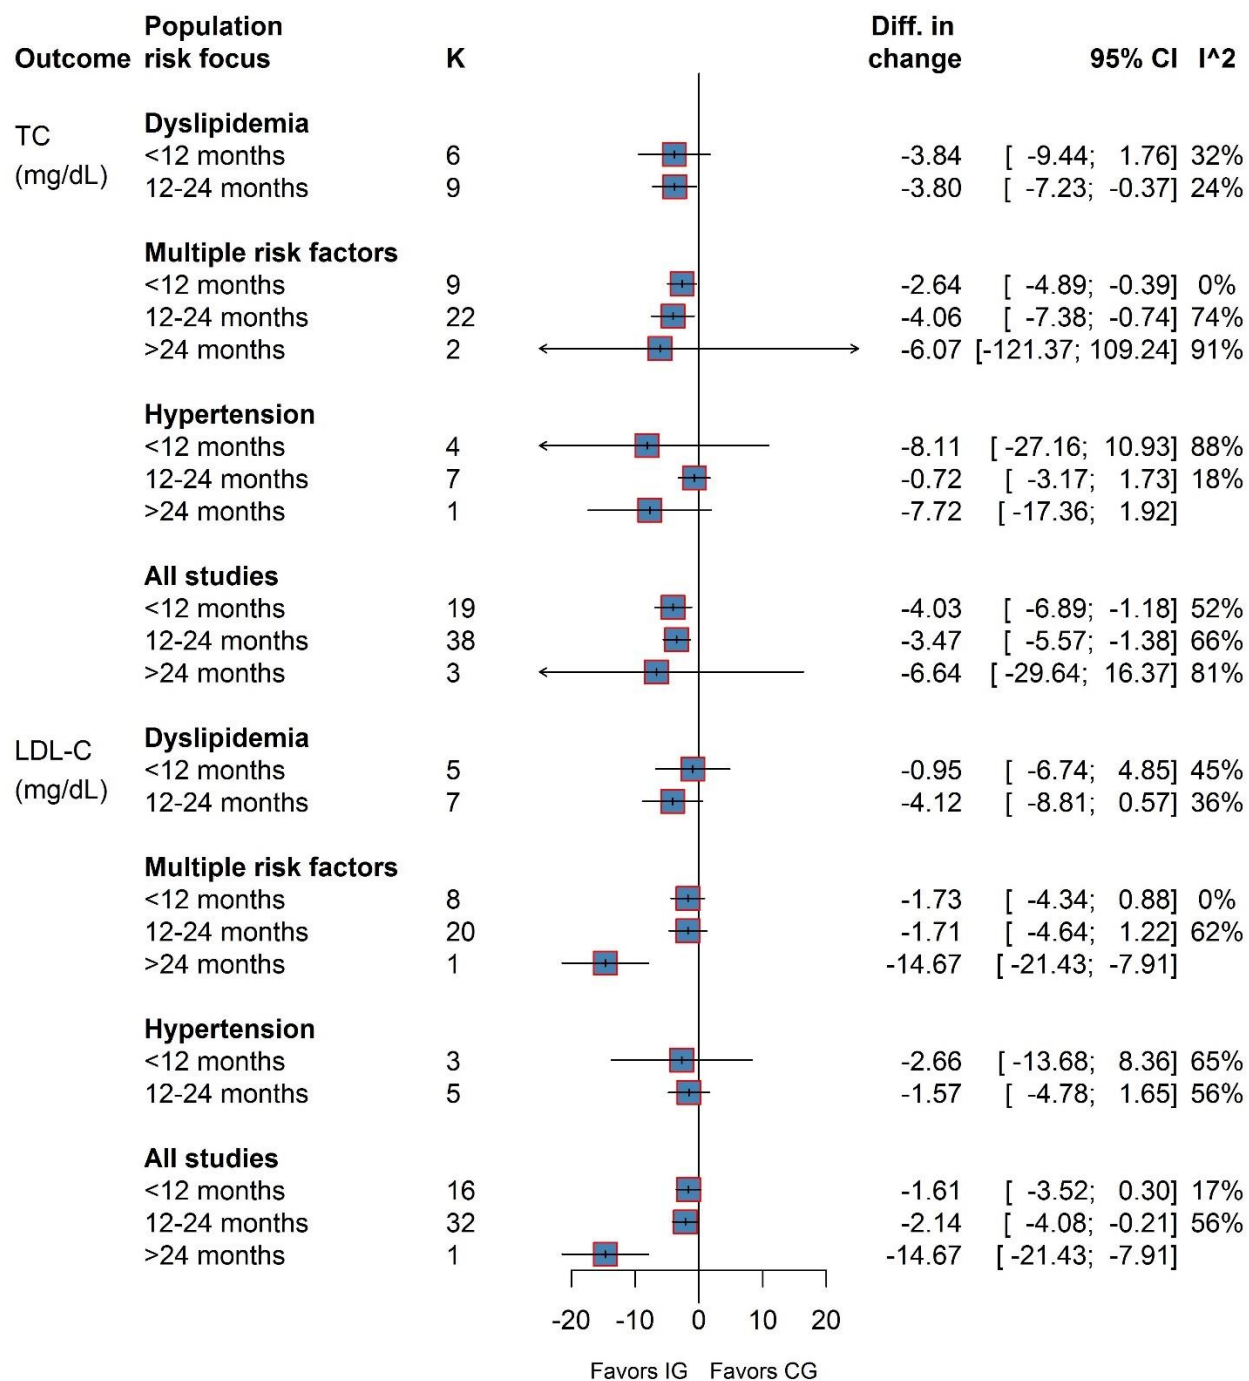 Population Diff. in
Outcome risk focus K change 95% CI I^2
Dyslipidemia
TC
<12 months 6 -3.84 [ -9.44; 1.76] 32%
(mg/dL)
12-24 months 9 -3.80 [ -7.23; -0.37] 24%
Multiple risk factors
<12 months 9 -2.64 [ -4.89; -0.39] 0%
12-24 months 22 -4.06 [ -7.38; -0.74] 74%
>24 months 2 -6.07 [-121.37; 109.24] 91%
Hypertension
<12 months 4 -8.11 [ -27.16; 10.93] 88%
12-24 months 7 -0.72 [ -3.17; 1.73] 18%
>24 months 1 -7.72 [ -17.36; 1.92]
All studies
<12 months 19 -4.03 [ -6.89; -1.18] 52%
12-24 months 38 -3.47 [ -5.57; -1.38] 66%
>24 months 3 -6.64 [ -29.64; 16.37] 81%
Dyslipidemia
LDL-C
<12 months 5 -0.95 [ -6.74; 4.85] 45%
(mg/dL)
12-24 months 7 -4.12 [ -8.81; 0.57] 36%
Multiple risk factors
<12 months 8 -1.73 [ -4.34; 0.88] 0%
12-24 months 20 -1.71 [ -4.64; 1.22] 62%
>24 months 1 -14.67 [ -21.43; -7.91]
Hypertension
<12 months 3 -2.66 [ -13.68; 8.36] 65%
12-24 months 5 -1.57 [ -4.78; 1.65] 56%
All studies
<12 months 16 -1.61 [ -3.52; 0.30] 17%
12-24 months 32 -2.14 [ -4.08; -0.21] 56%
>24 months 1 -14.67 [ -21.43; -7.91]
-20 -10 0 10 20
Favors IG Favors CG